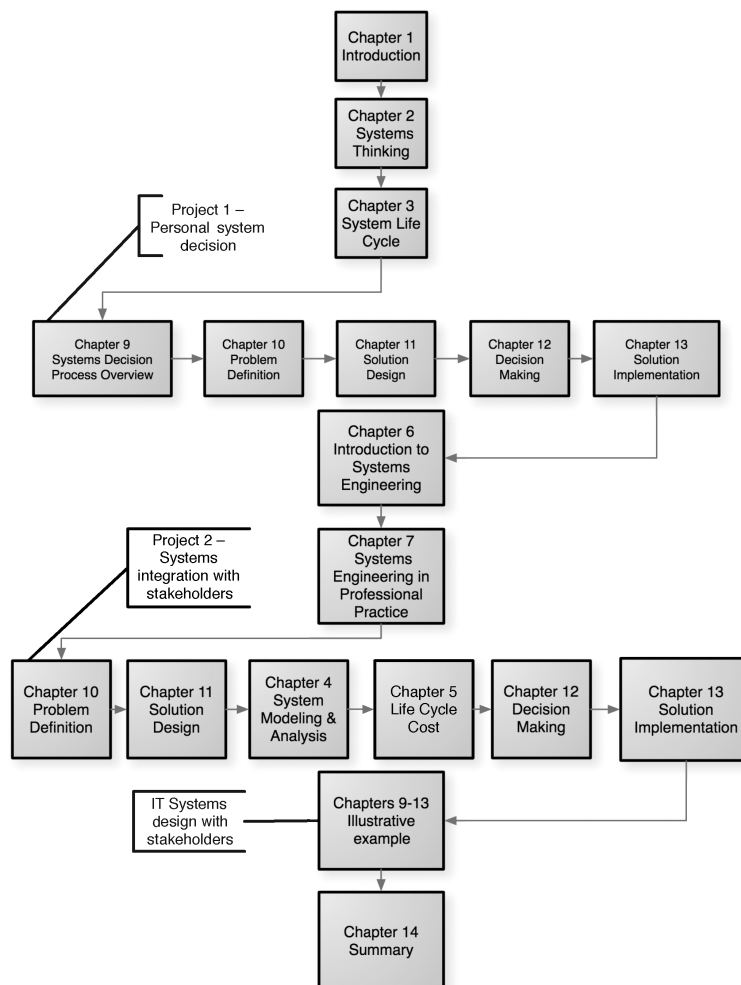 Chapter 1
Introduction
Chapter 2
Systems
Thinking
Chapter 3
System Life
Cycle
Project 1 –
Personal system
decision
Chapter 9
Systems Decision
Process Overview
Chapter 10
Problem
Definition
Chapter 11
Solution
Design
Chapter 12
Decision
Making
Chapter 13
Solution
Implementation
Chapter 6
Introduction to
Systems
Engineering
Chapter 7
Systems
Engineering in
Professional
Practice
Project 2 –
Systems
integration with
stakeholders
Chapter 10
Problem
Definition
Chapter 11
Solution
Design
Chapter 4
System
Modeling &
Analysis
Chapter 5
Life Cycle
Cost
Chapter 12
Decision
Making
Chapter 13
Solution
Implementation
IT Systems
design with
stakeholders
Chapters 9-13
Illustrative
example
Chapter 14
Summary